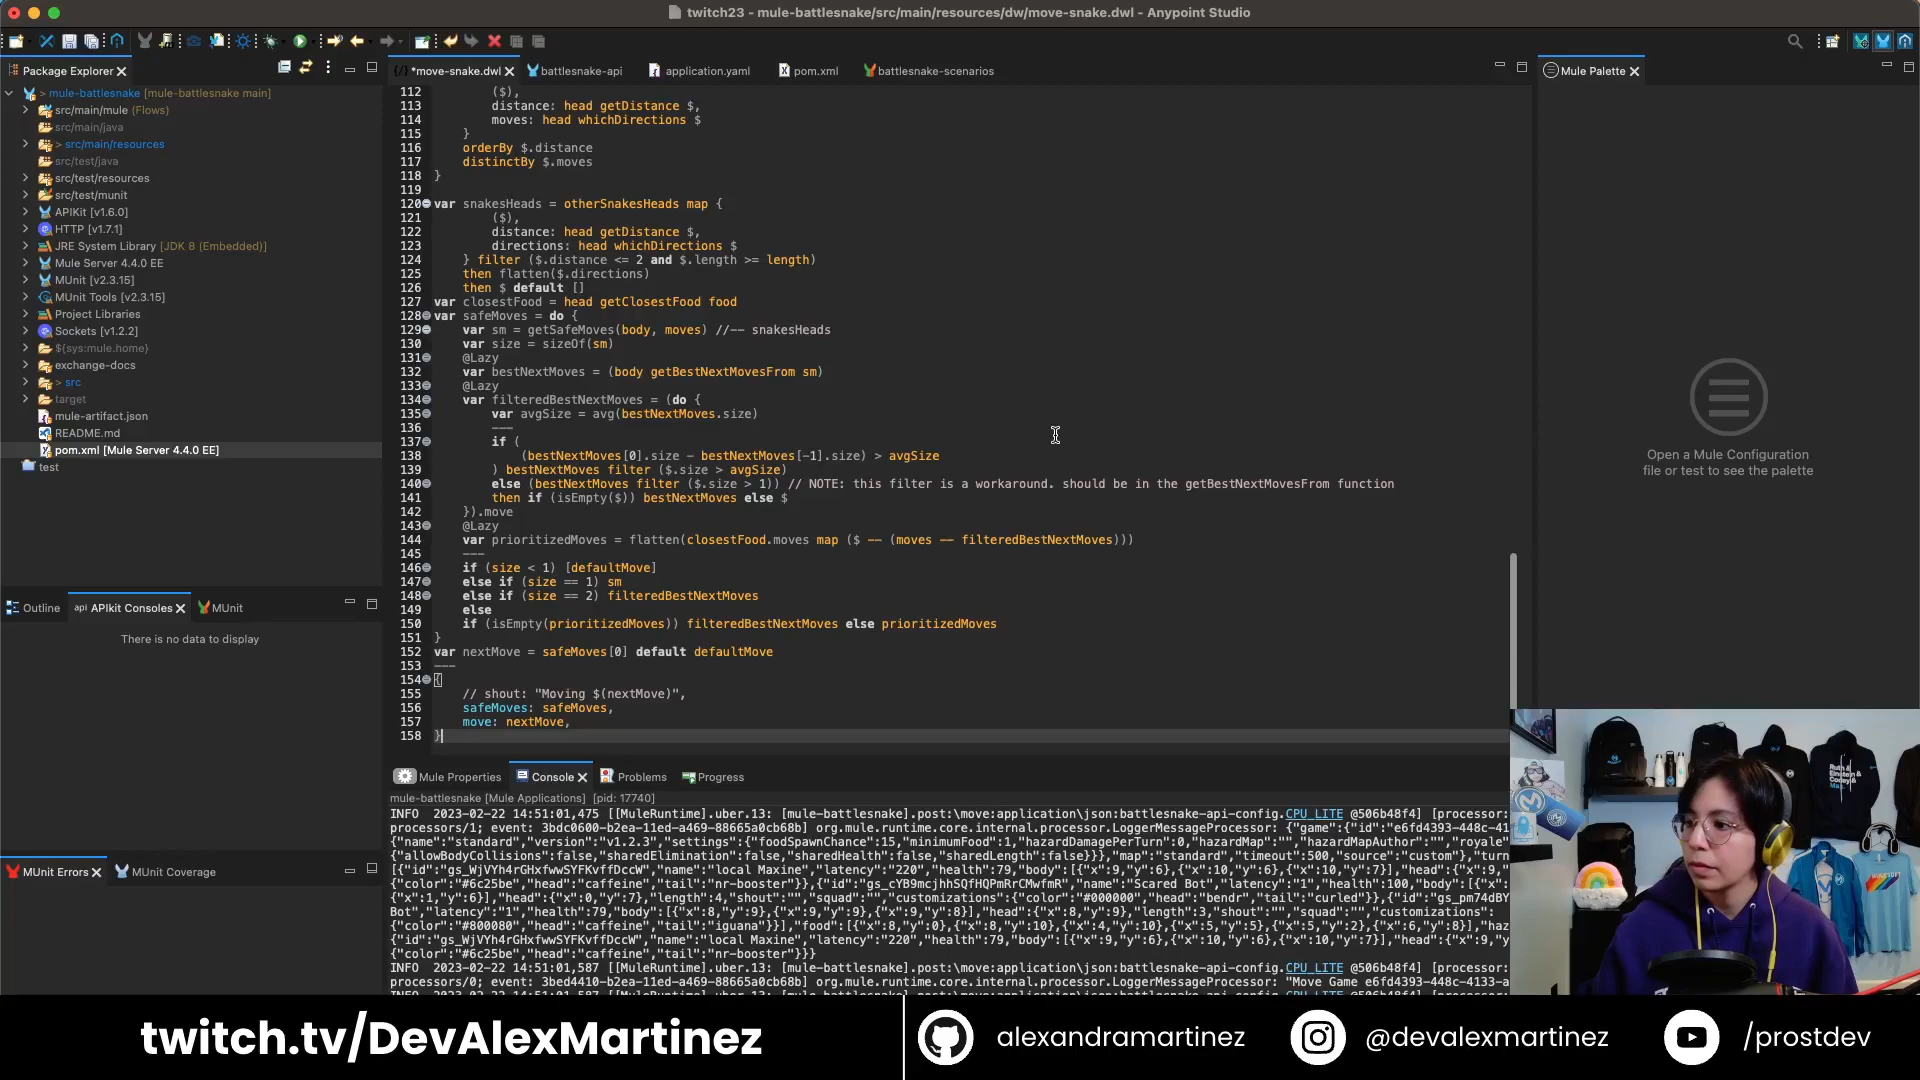 twitch23 - mule-battlesnake/src/main/resources/dw/move-snake.dwl - Anypoint Studio
Package Explorer
*move-snake.dwl
battlesnake-api
application.yaml
pom.xml
battlesnake-scenarios
Mule Palette
> mule-battlesnake [mule-battlesnake main]
src/main/mule (Flows)
src/main/java
> src/main/resources
src/test/java
src/test/resources
src/test/munit
APIKit [v1.6.0]
HTTP [v1.7.1]
JRE System Library [JDK 8 (Embedded)]
Mule Server 4.4.0 EE
MUnit [v2.3.15]
MUnit Tools [v2.3.15]
Project Libraries
Sockets [v1.2.2]
${sys:mule.home}
exchange-docs
> src
target
mule-artifact.json
README.md
pom.xml [Mule Server 4.4.0 EE]
test
112 ($),
113 distance: head getDistance $,
114 moves: head whichDirections $
115 }
116 orderBy $.distance
117 distinctBy $.moves
118 }
119
120 var snakesHeads = otherSnakesHeads map {
121 ($),
122 distance: head getDistance $,
123 directions: head whichDirections $
124 } filter ($.distance <= 2 and $.length >= length)
125 then flatten($.directions)
126 then $ default []
127 var closestFood = head getClosestFood food
128 var safeMoves = do {
129 var sm = getSafeMoves(body, moves) //-- snakesHeads
130 var size = sizeOf(sm)
131 @Lazy
132 var bestNextMoves = (body getBestNextMovesFrom sm)
133 @Lazy
134 var filteredBestNextMoves = (do {
135 var avgSize = avg(bestNextMoves.size)
136 ---
137 if (
138 (bestNextMoves[0].size - bestNextMoves[-1].size) > avgSize
139 ) bestNextMoves filter ($.size > avgSize)
140 else (bestNextMoves filter ($.size > 1)) // NOTE: this filter is a workaround. should be in the getBestNextMovesFrom function
141 then if (isEmpty($)) bestNextMoves else $
142 }).move
143 @Lazy
144 var prioritizedMoves = flatten(closestFood.moves map ($ -- (moves -- filteredBestNextMoves)))
145 ---
146 if (size < 1) [defaultMove]
147 else if (size == 1) sm
148 else if (size == 2) filteredBestNextMoves
149 else
150 if (isEmpty(prioritizedMoves)) filteredBestNextMoves else prioritizedMoves
151 }
152 var nextMove = safeMoves[0] default defaultMove
153 ---
154 {
155 // shout: "Moving $(nextMove)",
156 safeMoves: safeMoves,
157 move: nextMove,
158 }
Open a Mule Configuration
file or test to see the palette
Outline
api APIkit Consoles
MUnit
There is no data to display
MUnit Errors
MUnit Coverage
Mule Properties
Console
Problems
Progress
mule-battlesnake [Mule Applications] [pid: 17740]
INFO 2023-02-22 14:51:01,475 [[MuleRuntime].uber.13: [mule-battlesnake].post:\move:application\json:battlesnake-api-config.CPU_LITE @506b48f4] [processor:
processors/1; event: 3bdc0600-b2ea-11ed-a469-88665a0cb68b] org.mule.runtime.core.internal.processor.LoggerMessageProcessor: {"game":{"id":"e6fd4393-448c-41
{"name":"standard","version":"v1.2.3","settings":{"foodSpawnChance":15,"minimumFood":1,"hazardDamagePerTurn":0,"hazardMap":"","hazardMapAuthor":"","royale"
{"allowBodyCollisions":false,"sharedElimination":false,"sharedHealth":false,"sharedLength":false}}},"map":"standard","timeout":500,"source":"custom"},"turn
[{"id":"gs_WjVYh4rGHxfwwSYFKvffDccW","name":"local Maxine","latency":"220","health":79,"body":[{"x":9,"y":6},{"x":10,"y":6},{"x":10,"y":7}],"head":{"x":9,"
{"color":"#6c25be","head":"caffeine","tail":"nr-booster"}},{"id":"gs_cYB9mcjhhSQfHQPmRrCMwfmR","name":"Scared Bot","latency":"1","health":100,"body":[{"x":
{"x":1,"y":6}],"head":{"x":0,"y":7},"length":4,"shout":"","squad":"","customizations":{"color":"#000000","head":"bendr","tail":"curled"}},{"id":"gs_pm74dBY
Bot","latency":"1","health":79,"body":[{"x":8,"y":9},{"x":9,"y":9},{"x":9,"y":8}],"head":{"x":8,"y":9},"length":3,"shout":"","squad":"","customizations":
{"color":"#800080","head":"caffeine","tail":"iguana"}}],"food":[{"x":8,"y":0},{"x":8,"y":10},{"x":4,"y":10},{"x":5,"y":5},{"x":5,"y":2},{"x":6,"y":8}],"haz
{"id":"gs_WjVYh4rGHxfwwSYFKvffDccW","name":"local Maxine","latency":"220","health":79,"body":[{"x":9,"y":6},{"x":10,"y":6},{"x":10,"y":7}],"head":{"x":9,"y
{"color":"#6c25be","head":"caffeine","tail":"nr-booster"}}}
INFO 2023-02-22 14:51:01,587 [[MuleRuntime].uber.13: [mule-battlesnake].post:\move:application\json:battlesnake-api-config.CPU_LITE @506b48f4] [processor:
processors/0; event: 3bed4410-b2ea-11ed-a469-88665a0cb68b] org.mule.runtime.core.internal.processor.LoggerMessageProcessor: "Move Game e6fd4393-448c-4133-a
twitch.tv/DevAlexMartinez
alexandramartinez
@devalexmartinez
/prostdev